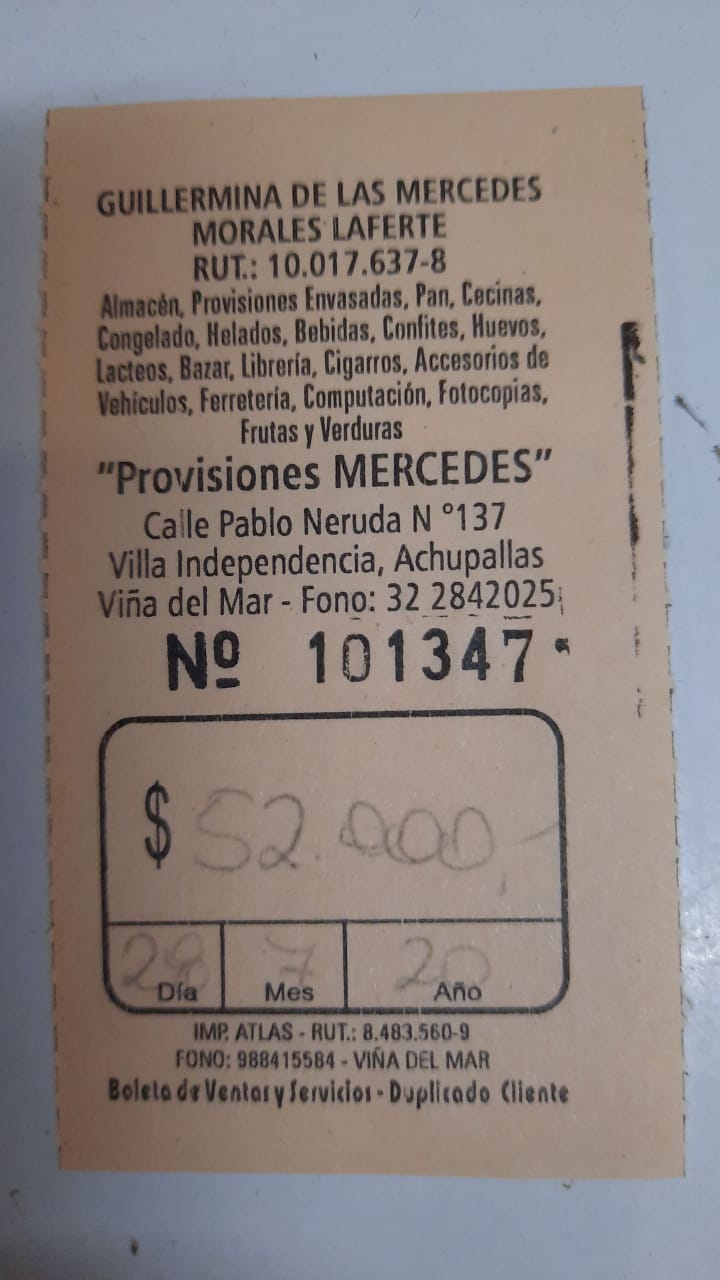 GUILLERMINA DE LAS MERCEDES
MORALES LAFERTE
RUT.: 10.017.637-8
Almacén, Provisiones Envasadas, Pan, Cecinas,
Congelado, Helados, Bebidas, Confites, Huevos,
Lacteos, Bazar, Librería, Cigarros, Accesorios de
Vehículos, Ferretería, Computación, Fotocopias,
Frutas y Verduras
"Provisiones MERCEDES"
Calle Pablo Neruda N °137
Villa Independencia, Achupallas
Viña del Mar - Fono: 32 2842025
Nº 101347
$ 52.000,-
28 7 20
Día Mes Año
IMP. ATLAS - RUT.: 8.483.560-9
FONO: 988415584 - VIÑA DEL MAR
Boleta de Ventas y Servicios - Duplicado Cliente